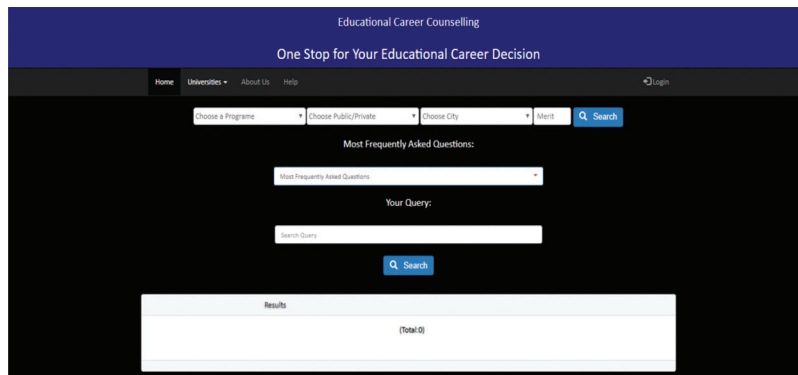 Educational Career Counselling
One Stop for Your Educational Career Decision
Home Universities About Us Help Login
Choose a Programe Choose Public/Private Choose City Merit Search
Most Frequently Asked Questions:
Most Frequently Asked Questions
Your Query:
Search Query
Search
Results
(Total:0)